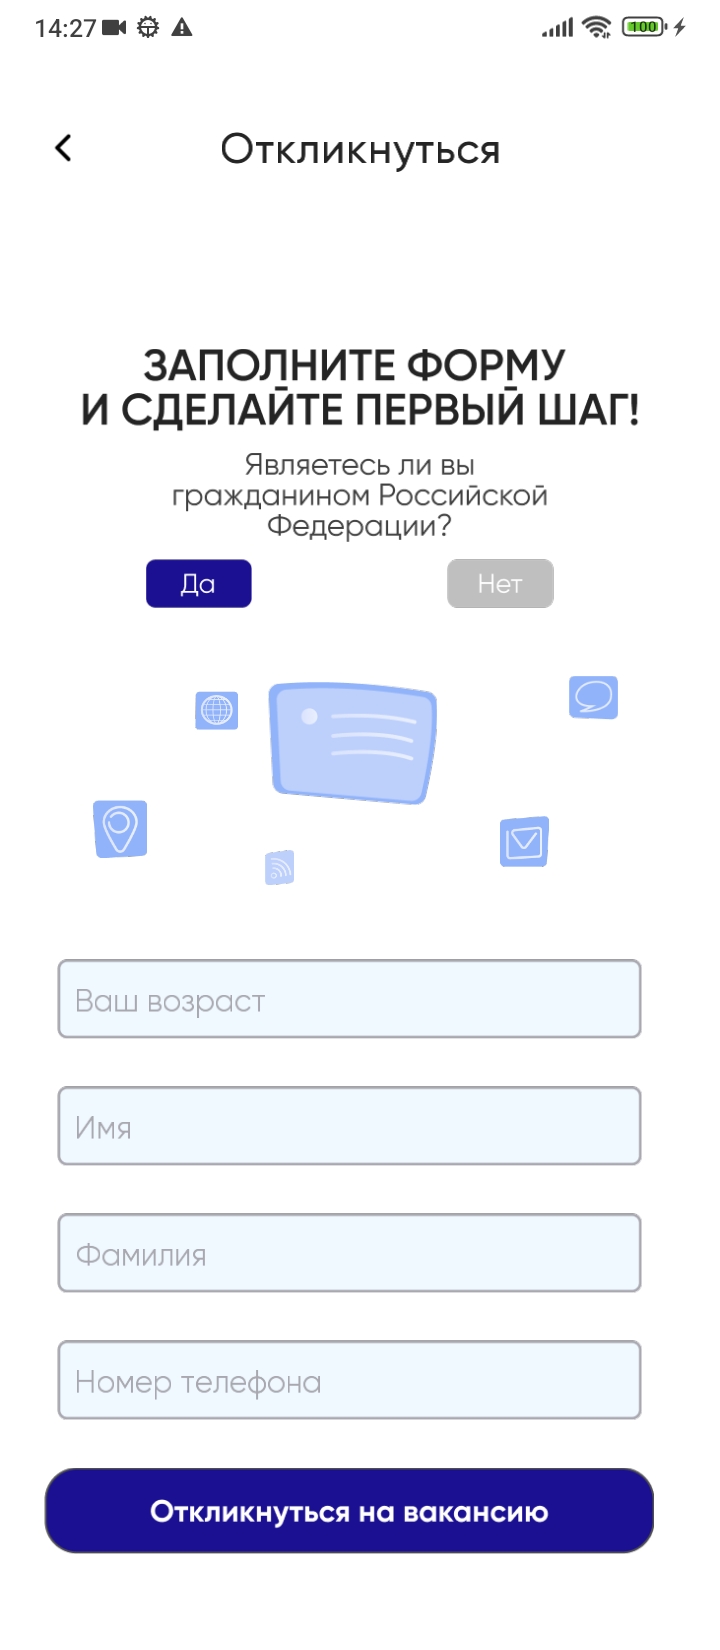 14:27
100
Откликнуться
ЗАПОЛНИТЕ ФОРМУ
И СДЕЛАЙТЕ ПЕРВЫЙ ШАГ!
Являетесь ли вы
гражданином Российской
Федерации?
Да
Нет
Ваш возраст
Имя
Фамилия
Номер телефона
Откликнуться на вакансию